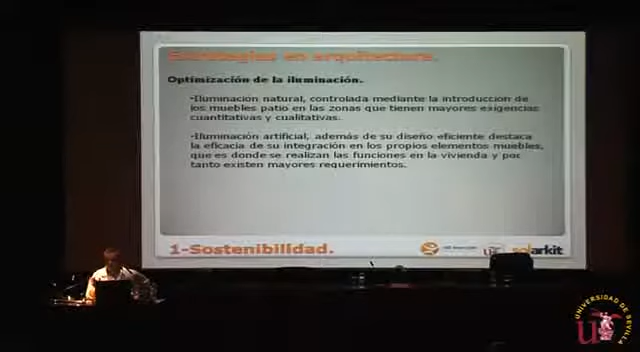 Estrategias en arquitectura.
Optimización de la iluminación.
•Iluminación natural, controlada mediante la introducción de
los muebles patio en las zonas que tienen mayores exigencias
cuantitativas y cualitativas.
•Iluminación artificial, además de su diseño eficiente destaca
la eficacia de su integración en los propios elementos muebles,
que es donde se realizan las funciones en la vivienda y por
tanto existen mayores requerimientos.
1-Sostenibilidad.
solarkit
UNIVERSIDAD DE SEVILLA